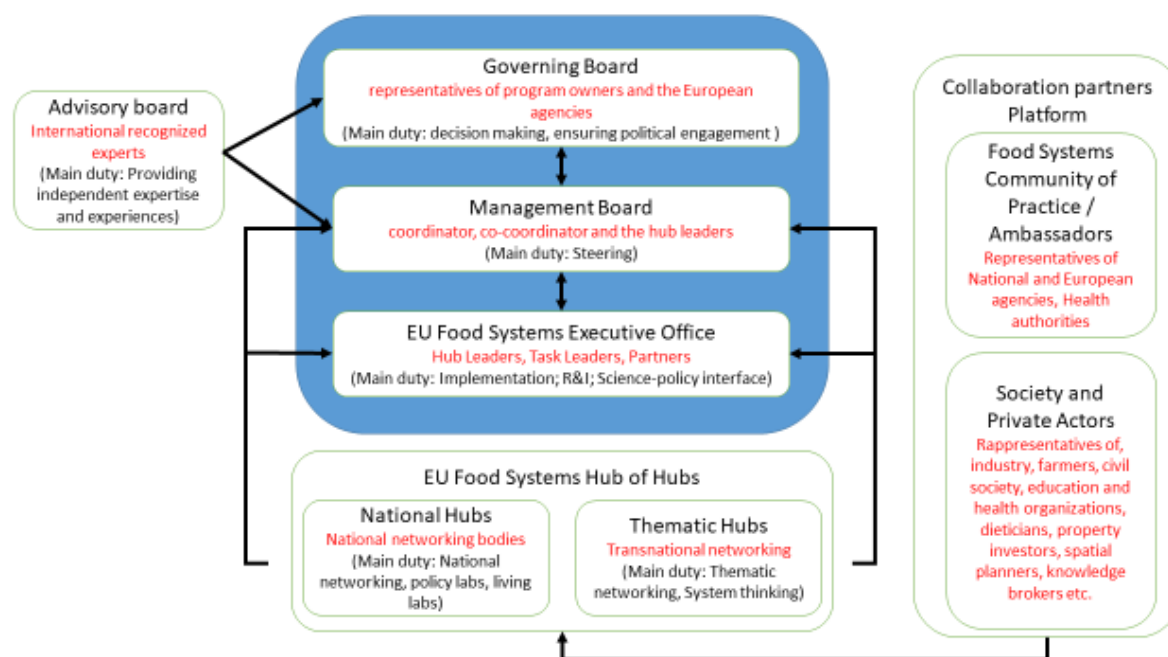 Governing Board
representatives of program owners and the European
agencies
(Main duty: decision making, ensuring political engagement )
Advisory board
International recognized
experts
(Main duty: Providing
independent expertise
and experiences)
Management Board
coordinator, co-coordinator and the hub leaders
(Main duty: Steering)
EU Food Systems Executive Office
Hub Leaders, Task Leaders, Partners
(Main duty: Implementation; R&I; Science-policy interface)
EU Food Systems Hub of Hubs
National Hubs
National networking bodies
(Main duty: National
networking, policy labs, living
labs)
Thematic Hubs
Transnational networking
(Main duty: Thematic
networking, System thinking)
Collaboration partners
Platform
Food Systems
Community of
Practice /
Ambassadors
Representatives of
National and European
agencies, Health
authorities
Society and
Private Actors
Rappresentatives of,
industry, farmers, civil
society, education and
health organizations,
dieticians, property
investors, spatial
planners, knowledge
brokers etc.